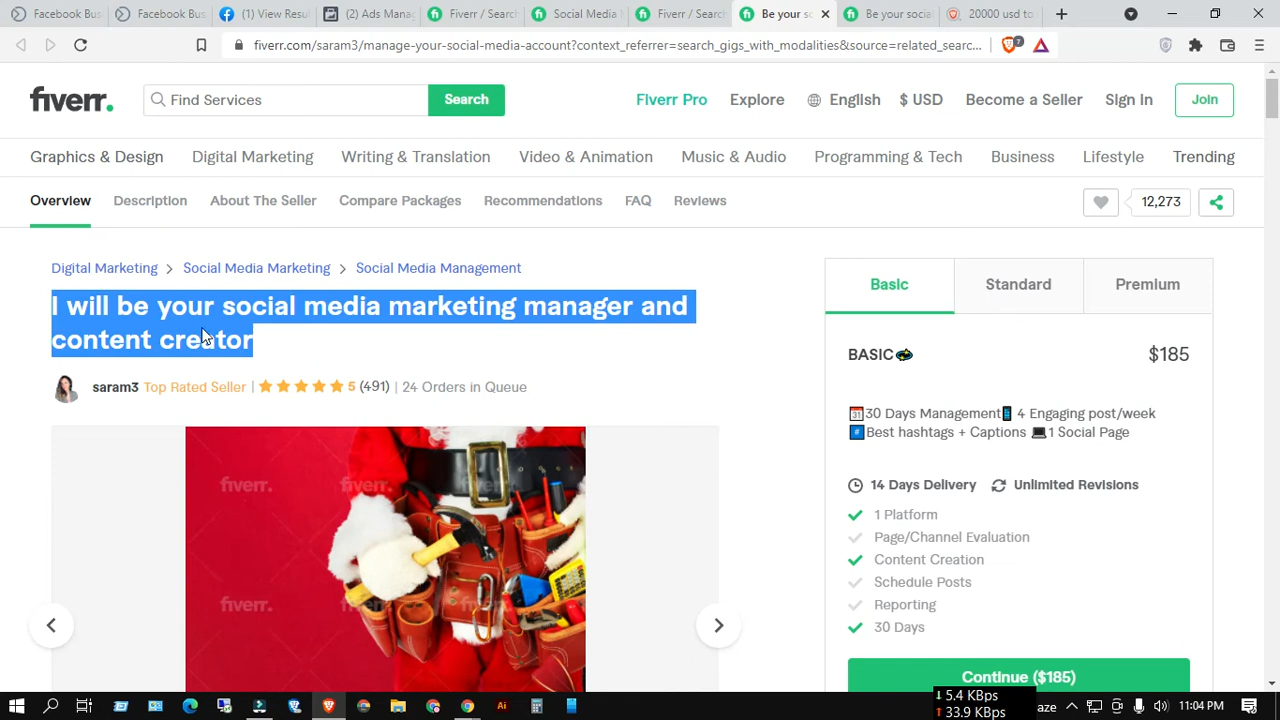 Facebook Bus
Facebook Bus
(1) View Resul
(2) Ads Mana
Fiverr / Searc
Social Media
Fiverr / Searc
Be your so
Be your social
20000 usd to
fiverr.com/saram3/manage-your-social-media-account?context_referrer=search_gigs_with_modalities&source=related_searc...
7
fiverr.
Find Services
Search
Fiverr Pro
Explore
English
$ USD
Become a Seller
Sign In
Join
Graphics & Design
Digital Marketing
Writing & Translation
Video & Animation
Music & Audio
Programming & Tech
Business
Lifestyle
Trending
Overview
Description
About The Seller
Compare Packages
Recommendations
FAQ
Reviews
12,273
Digital Marketing > Social Media Marketing > Social Media Management
I will be your social media marketing manager and
content creator
saram3 Top Rated Seller | 5 (491) | 24 Orders in Queue
fiverr. fiverr. fiverr.
fiverr. fiverr. fiverr.
Basic
Standard
Premium
BASIC
$185
31 30 Days Management 4 Engaging post/week
# Best hashtags + Captions 1 Social Page
14 Days Delivery
Unlimited Revisions
1 Platform
Page/Channel Evaluation
Content Creation
Schedule Posts
Reporting
30 Days
Continue ($185)
↓ 5.4 KBps
↑ 33.9 KBps
aze
Ai
11:04 PM